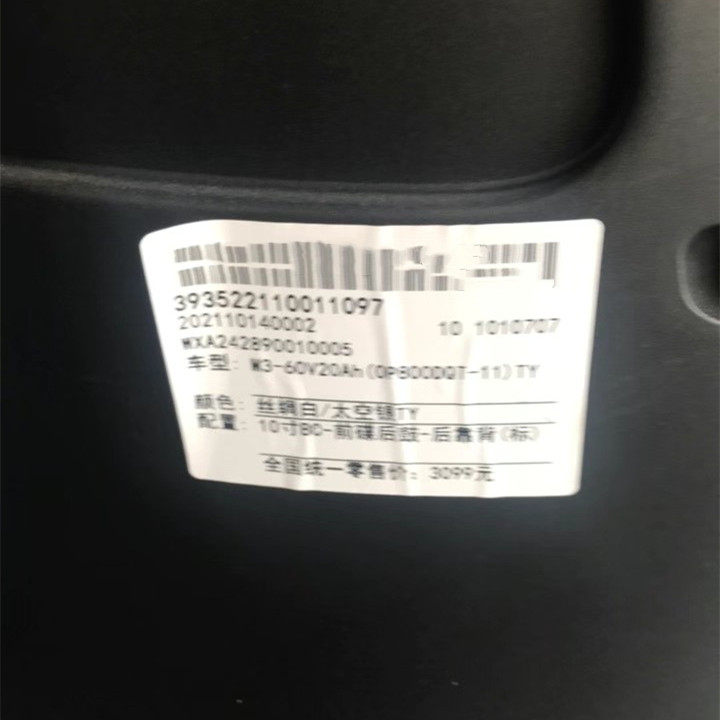 393522110011097
202110140002 10 1010707
WXA242890010005
车型: W3-60V20Ah(OP800DQT-11)TY
颜色: 丝绸白/太空银TY
配置: 10寸BO-前碟后鼓-后靠背(标)
全国统一零售价: 3099元